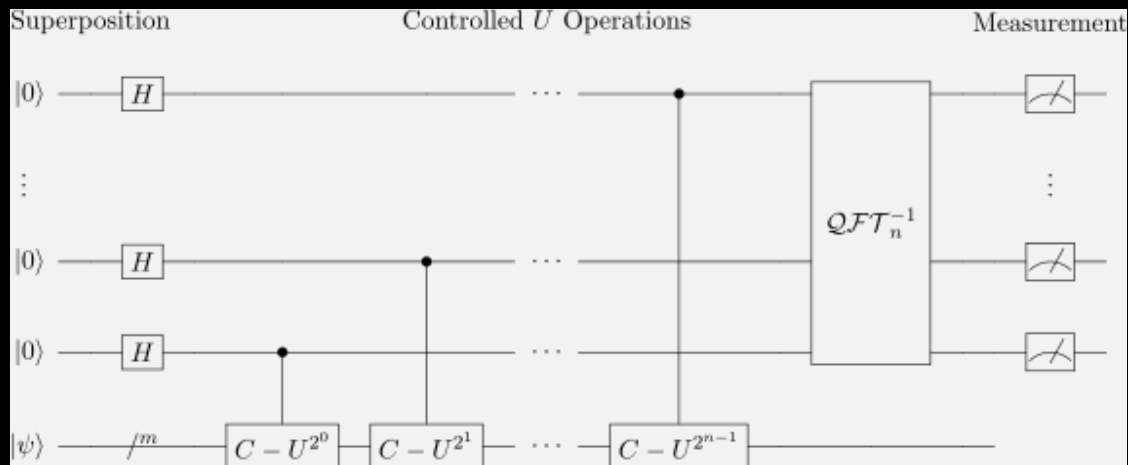 Superposition Controlled U Operations Measurement
|0⟩ H ⋯
⋮ ⋮
QFT_n^{-1}
|0⟩ H ⋯
|0⟩ H ⋯
|ψ⟩ /^m C − U^{2^0} C − U^{2^1} ⋯ C − U^{2^{n−1}}